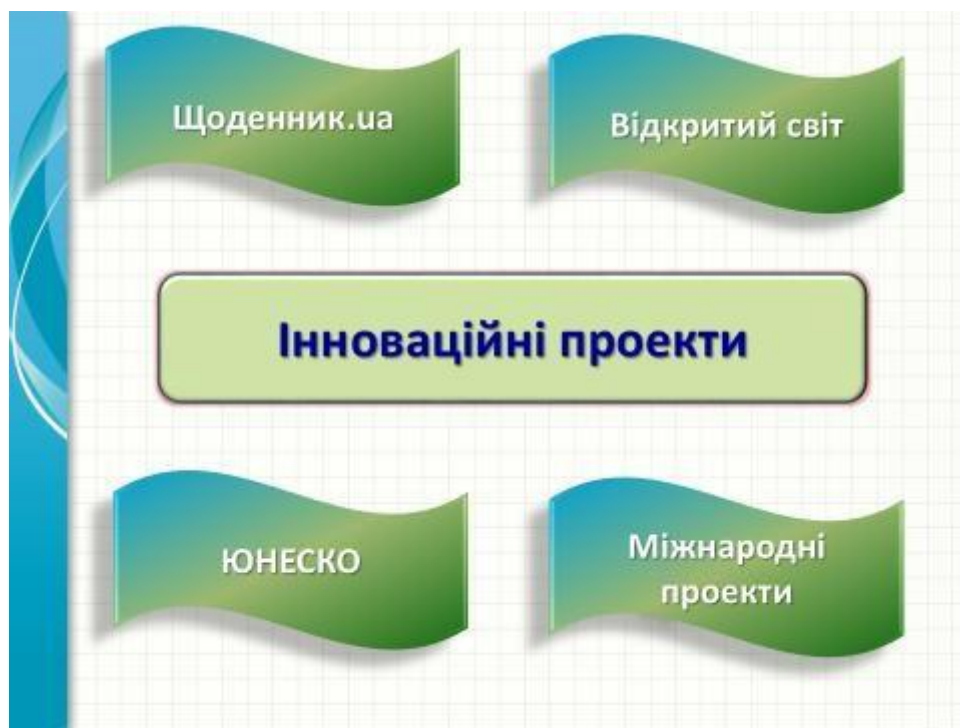 Щоденник.ua
Відкритий світ
Інноваційні проекти
ЮНЕСКО
Міжнародні
проекти